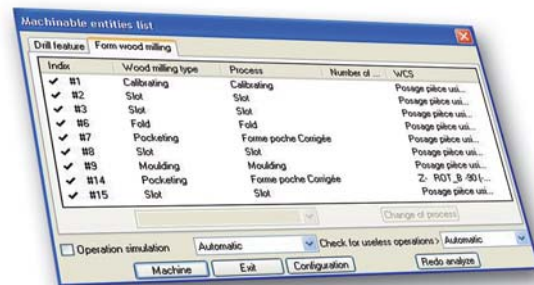 Machinable entities list
Drill feature Form wood milling
Index Wood milling type Process Number of ... WCS
#1 Calibrating Calibrating Posage pièce usi...
#2 Slot Slot Posage pièce usi...
#3 Slot Slot Posage pièce usi...
#6 Fold Fold Posage pièce usi...
#7 Pocketing Forme poche Corrigée Posage pièce usi...
#8 Slot Slot Posage pièce usi...
#9 Moulding Moulding Posage pièce usi...
#14 Pocketing Forme poche Corrigée Z- ROT_B -90 (-...
#15 Slot Slot Posage pièce usi...
Change of process
Operation simulation Automatic Check for useless operations > Automatic
Machine Exit Configuration Redo analyze